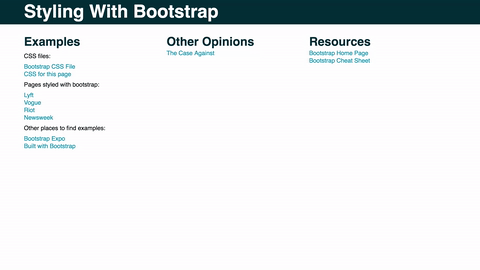 Styling With Bootstrap
Examples
CSS files:
Bootstrap CSS File
CSS for this page
Pages styled with bootstrap:
Lyft
Vogue
Riot
Newsweek
Other places to find examples:
Bootstrap Expo
Built with Bootstrap
Other Opinions
The Case Against
Resources
Bootstrap Home Page
Bootstrap Cheat Sheet